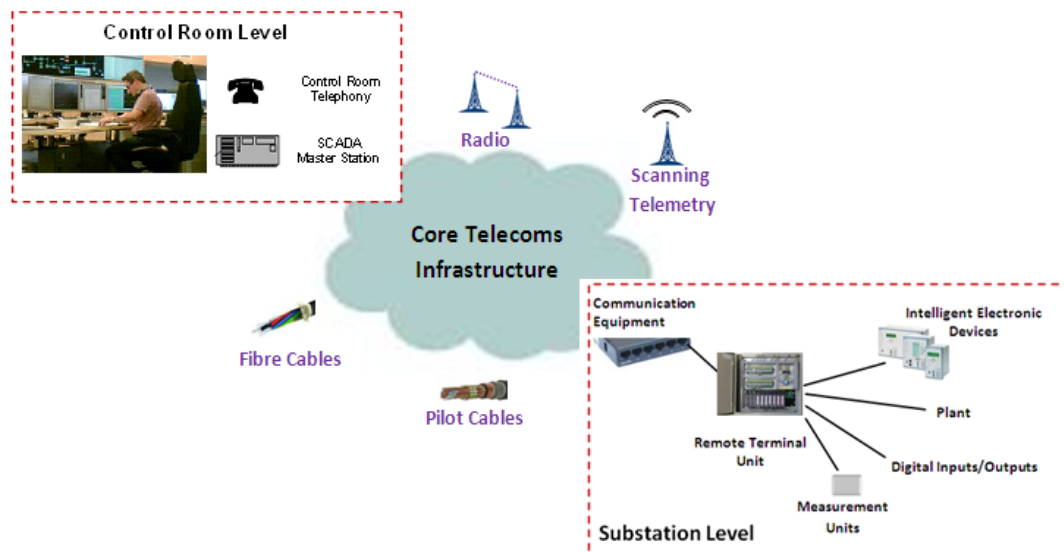 Control Room Level
Control Room
Telephony
SCADA
Master Station
Radio
Scanning
Telemetry
Core Telecoms
Infrastructure
Fibre Cables
Pilot Cables
Communication
Equipment
Intelligent Electronic
Devices
Plant
Remote Terminal
Unit
Digital Inputs/Outputs
Measurement
Units
Substation Level